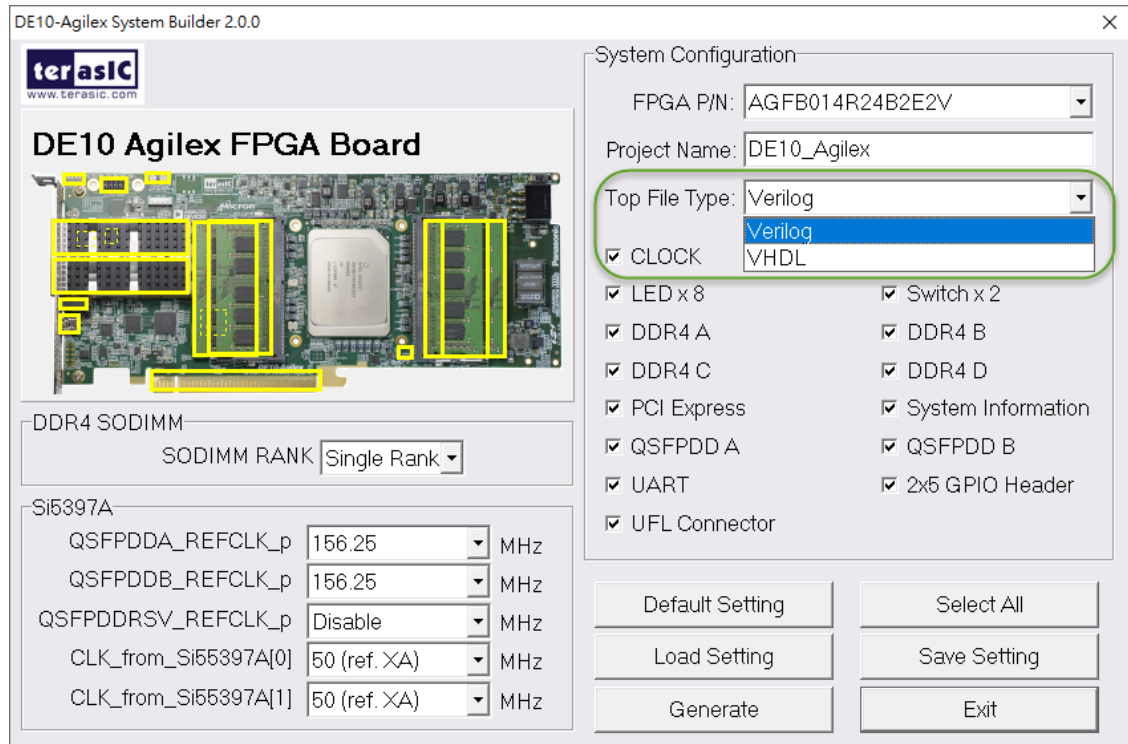 DE10-Agilex System Builder 2.0.0
terasIC
www.terasic.com
DE10 Agilex FPGA Board
Micron
Panasonic
DE10-Agilex
DDR4 SODIMM
SODIMM RANK Single Rank
Si5397A
QSFPDDA_REFCLK_p 156.25 MHz
QSFPDDB_REFCLK_p 156.25 MHz
QSFPDDRSV_REFCLK_p Disable MHz
CLK_from_Si55397A[0] 50 (ref. XA) MHz
CLK_from_Si55397A[1] 50 (ref. XA) MHz
System Configuration
FPGA P/N: AGFB014R24B2E2V
Project Name: DE10_Agilex
Top File Type: Verilog
Verilog
VHDL
CLOCK
LED x 8 Switch x 2
DDR4 A DDR4 B
DDR4 C DDR4 D
PCI Express System Information
QSFPDD A QSFPDD B
UART 2x5 GPIO Header
UFL Connector
Default Setting Select All
Load Setting Save Setting
Generate Exit